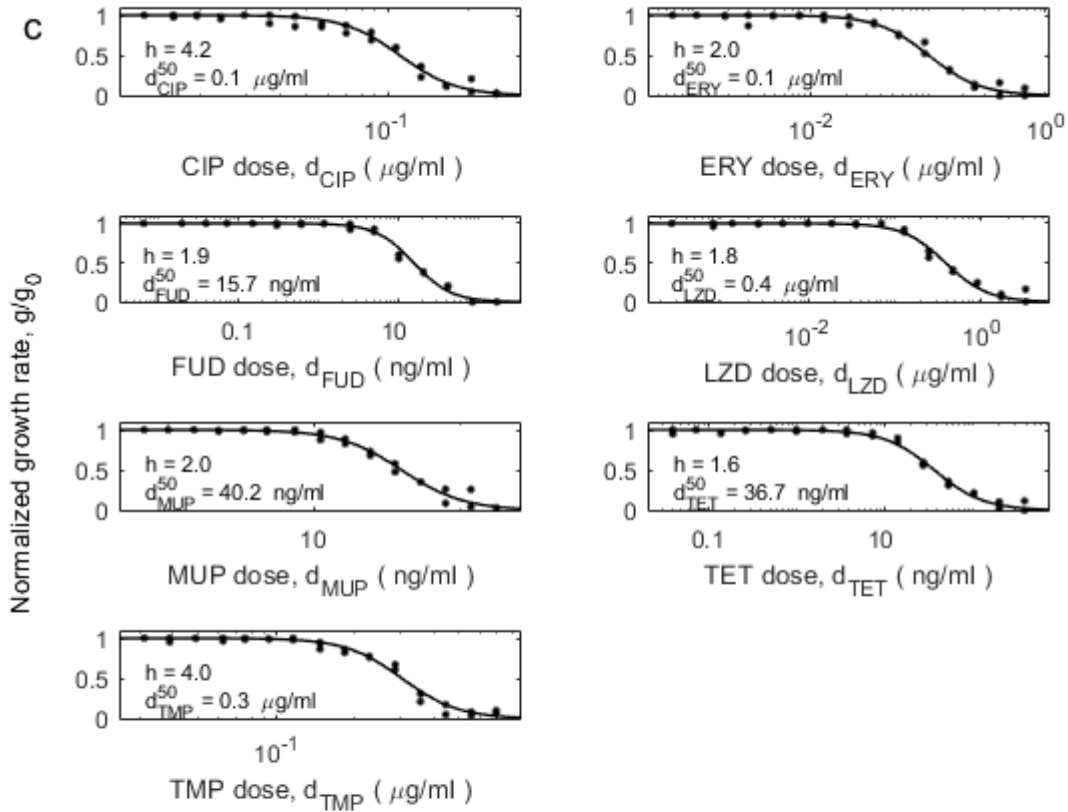 c
Normalized growth rate, g/g0
1
0.5
0
h = 4.2
d50CIP = 0.1 μg/ml
10-1
CIP dose, dCIP ( μg/ml )
1
0.5
0
h = 2.0
d50ERY = 0.1 μg/ml
10-2 100
ERY dose, dERY ( μg/ml )
1
0.5
0
h = 1.9
d50FUD = 15.7 ng/ml
0.1 10
FUD dose, dFUD ( ng/ml )
1
0.5
0
h = 1.8
d50LZD = 0.4 μg/ml
10-2 100
LZD dose, dLZD ( μg/ml )
1
0.5
0
h = 2.0
d50MUP = 40.2 ng/ml
10
MUP dose, dMUP ( ng/ml )
1
0.5
0
h = 1.6
d50TET = 36.7 ng/ml
0.1 10
TET dose, dTET ( ng/ml )
1
0.5
0
h = 4.0
d50TMP = 0.3 μg/ml
10-1
TMP dose, dTMP ( μg/ml )